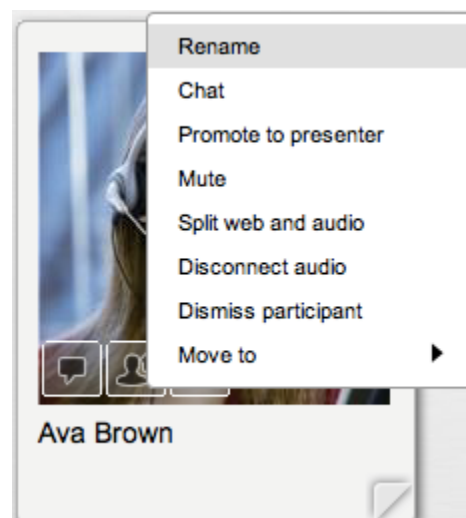 Rename
Chat
Promote to presenter
Mute
Split web and audio
Disconnect audio
Dismiss participant
Move to
Ava Brown